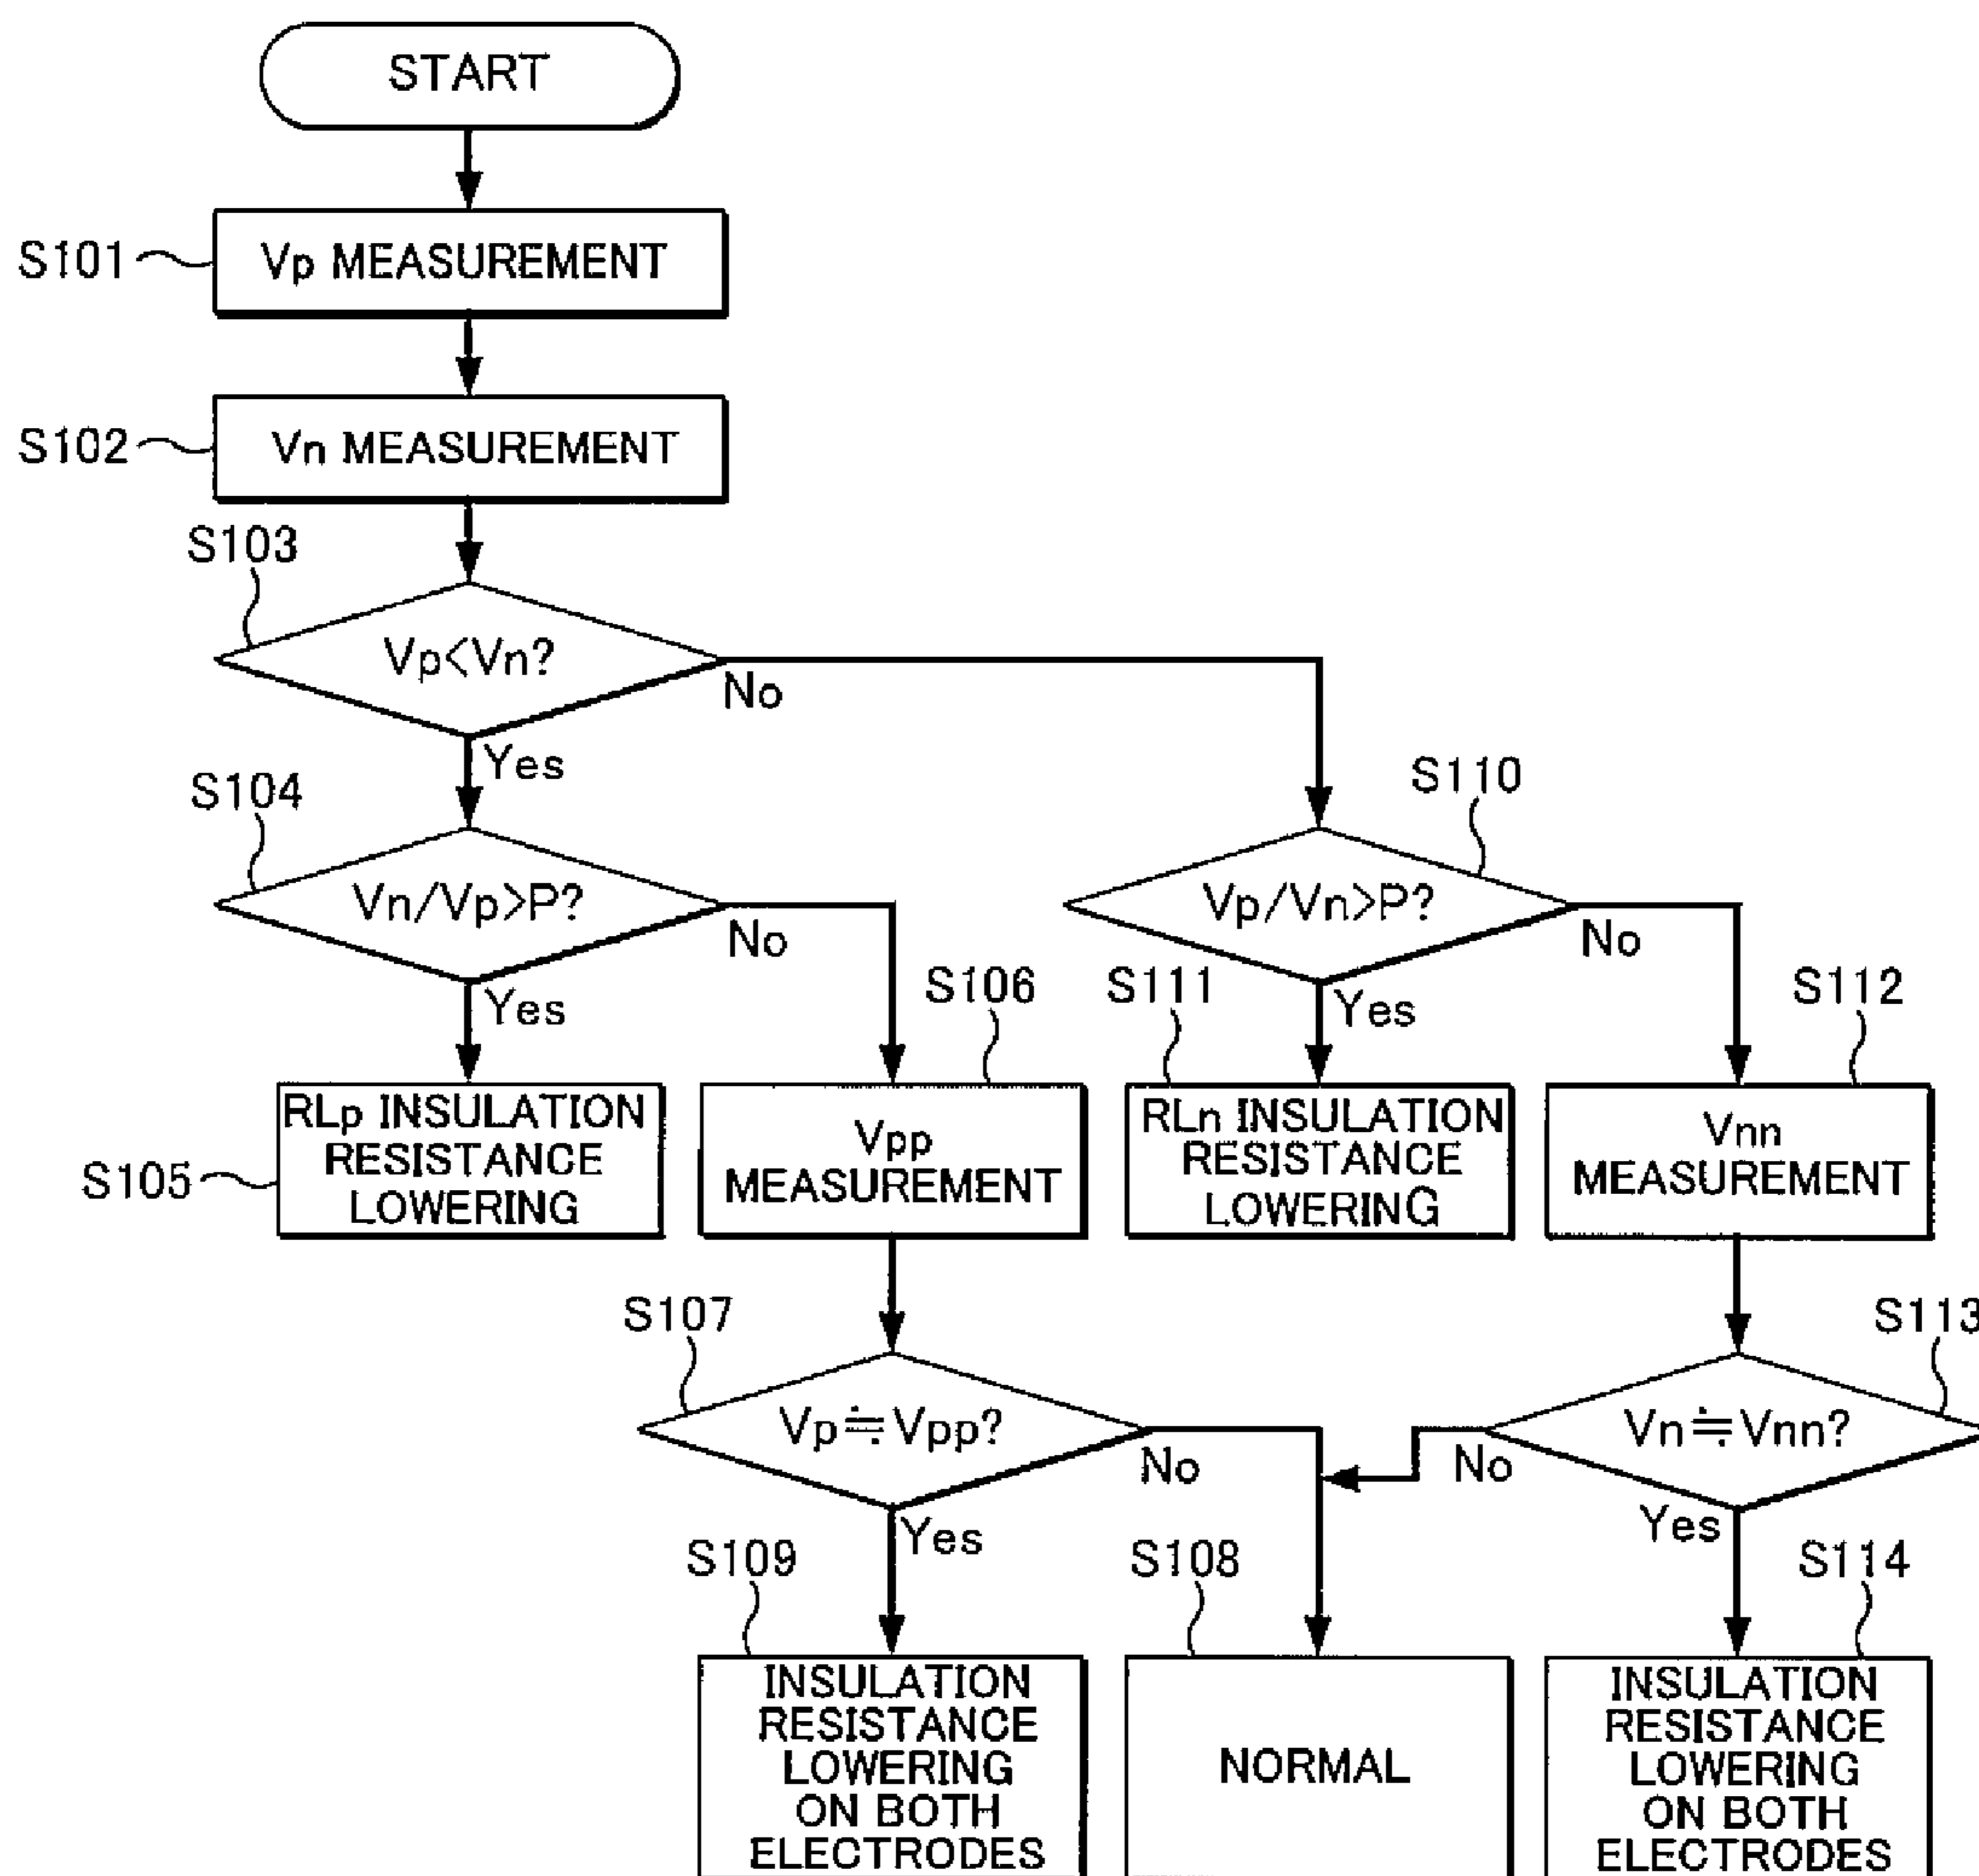 START
S101
Vp MEASUREMENT
S102
Vn MEASUREMENT
S103
Vp<Vn?
No
Yes
S104
Vn/Vp>P?
No
Yes
S110
Vp/Vn>P?
No
Yes
S105
RLp INSULATION
RESISTANCE
LOWERING
S106
Vpp
MEASUREMENT
S111
RLn INSULATION
RESISTANCE
LOWERING
S112
Vnn
MEASUREMENT
S107
Vp≒Vpp?
No
Yes
S113
Vn≒Vnn?
No
Yes
S109
INSULATION
RESISTANCE
LOWERING
ON BOTH
ELECTRODES
S108
NORMAL
S114
INSULATION
RESISTANCE
LOWERING
ON BOTH
ELECTRODES